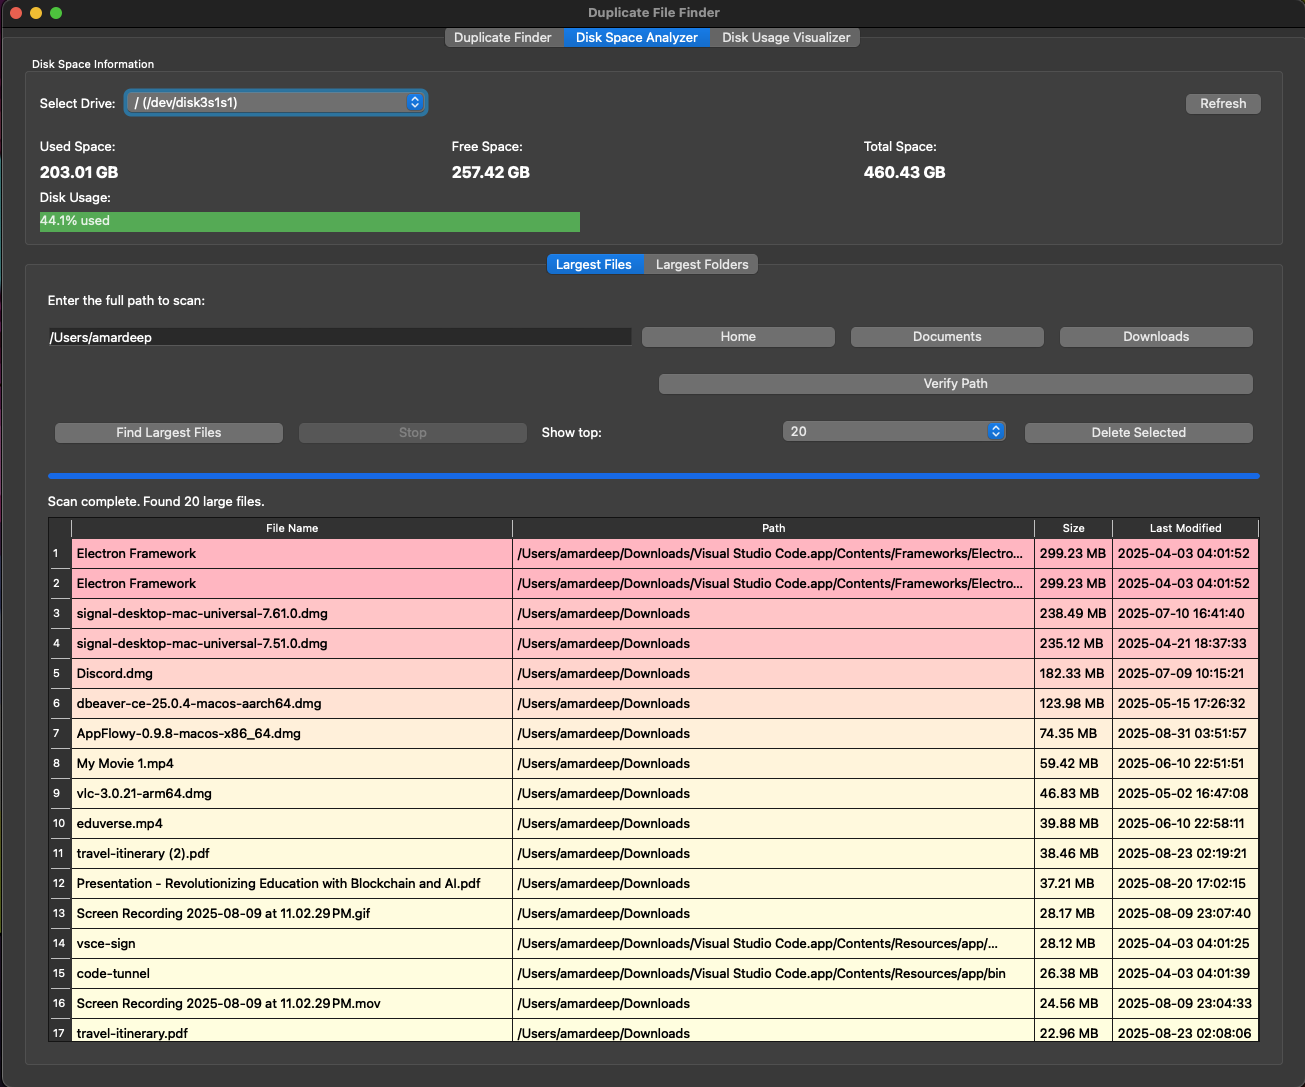 Duplicate File Finder
Duplicate Finder Disk Space Analyzer Disk Usage Visualizer
Disk Space Information
Select Drive: / (/dev/disk3s1s1) Refresh
Used Space: Free Space: Total Space:
203.01 GB 257.42 GB 460.43 GB
Disk Usage:
44.1% used
Largest Files Largest Folders
Enter the full path to scan:
/Users/amardeep Home Documents Downloads
Verify Path
Find Largest Files Stop Show top: 20 Delete Selected
Scan complete. Found 20 large files.
File Name Path Size Last Modified
1 Electron Framework /Users/amardeep/Downloads/Visual Studio Code.app/Contents/Frameworks/Electro... 299.23 MB 2025-04-03 04:01:52
2 Electron Framework /Users/amardeep/Downloads/Visual Studio Code.app/Contents/Frameworks/Electro... 299.23 MB 2025-04-03 04:01:52
3 signal-desktop-mac-universal-7.61.0.dmg /Users/amardeep/Downloads 238.49 MB 2025-07-10 16:41:40
4 signal-desktop-mac-universal-7.51.0.dmg /Users/amardeep/Downloads 235.12 MB 2025-04-21 18:37:33
5 Discord.dmg /Users/amardeep/Downloads 182.33 MB 2025-07-09 10:15:21
6 dbeaver-ce-25.0.4-macos-aarch64.dmg /Users/amardeep/Downloads 123.98 MB 2025-05-15 17:26:32
7 AppFlowy-0.9.8-macos-x86_64.dmg /Users/amardeep/Downloads 74.35 MB 2025-08-31 03:51:57
8 My Movie 1.mp4 /Users/amardeep/Downloads 59.42 MB 2025-06-10 22:51:51
9 vlc-3.0.21-arm64.dmg /Users/amardeep/Downloads 46.83 MB 2025-05-02 16:47:08
10 eduverse.mp4 /Users/amardeep/Downloads 39.88 MB 2025-06-10 22:58:11
11 travel-itinerary (2).pdf /Users/amardeep/Downloads 38.46 MB 2025-08-23 02:19:21
12 Presentation - Revolutionizing Education with Blockchain and AI.pdf /Users/amardeep/Downloads 37.21 MB 2025-08-20 17:02:15
13 Screen Recording 2025-08-09 at 11.02.29 PM.gif /Users/amardeep/Downloads 28.17 MB 2025-08-09 23:07:40
14 vsce-sign /Users/amardeep/Downloads/Visual Studio Code.app/Contents/Resources/app/... 28.12 MB 2025-04-03 04:01:25
15 code-tunnel /Users/amardeep/Downloads/Visual Studio Code.app/Contents/Resources/app/bin 26.38 MB 2025-04-03 04:01:39
16 Screen Recording 2025-08-09 at 11.02.29 PM.mov /Users/amardeep/Downloads 24.56 MB 2025-08-09 23:04:33
17 travel-itinerary.pdf /Users/amardeep/Downloads 22.96 MB 2025-08-23 02:08:06